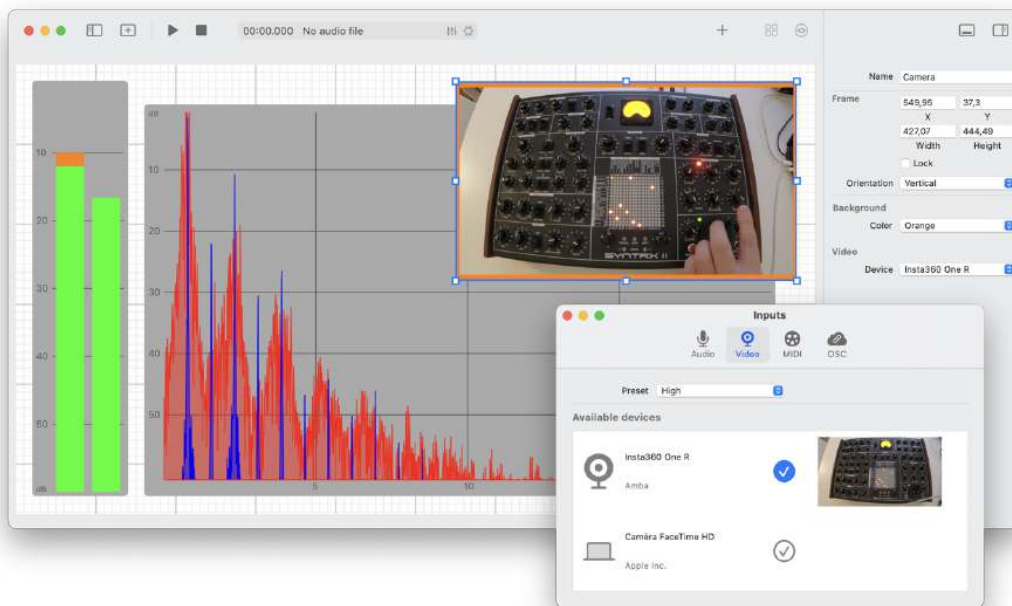 00:00.000 No audio file
Name Camera
Frame 549,95 37,3
X Y
427,07 444,49
Width Height
Lock
Orientation Vertical
Background
Color Orange
Video
Device Insta360 One R
10
20
30
40
50
dB
dB
10
20
30
40
50
5
10
SYNTRX II
Inputs
Audio Video MIDI OSC
Preset High
Available devices
Insta360 One R
Amba
Caméra FaceTime HD
Apple Inc.